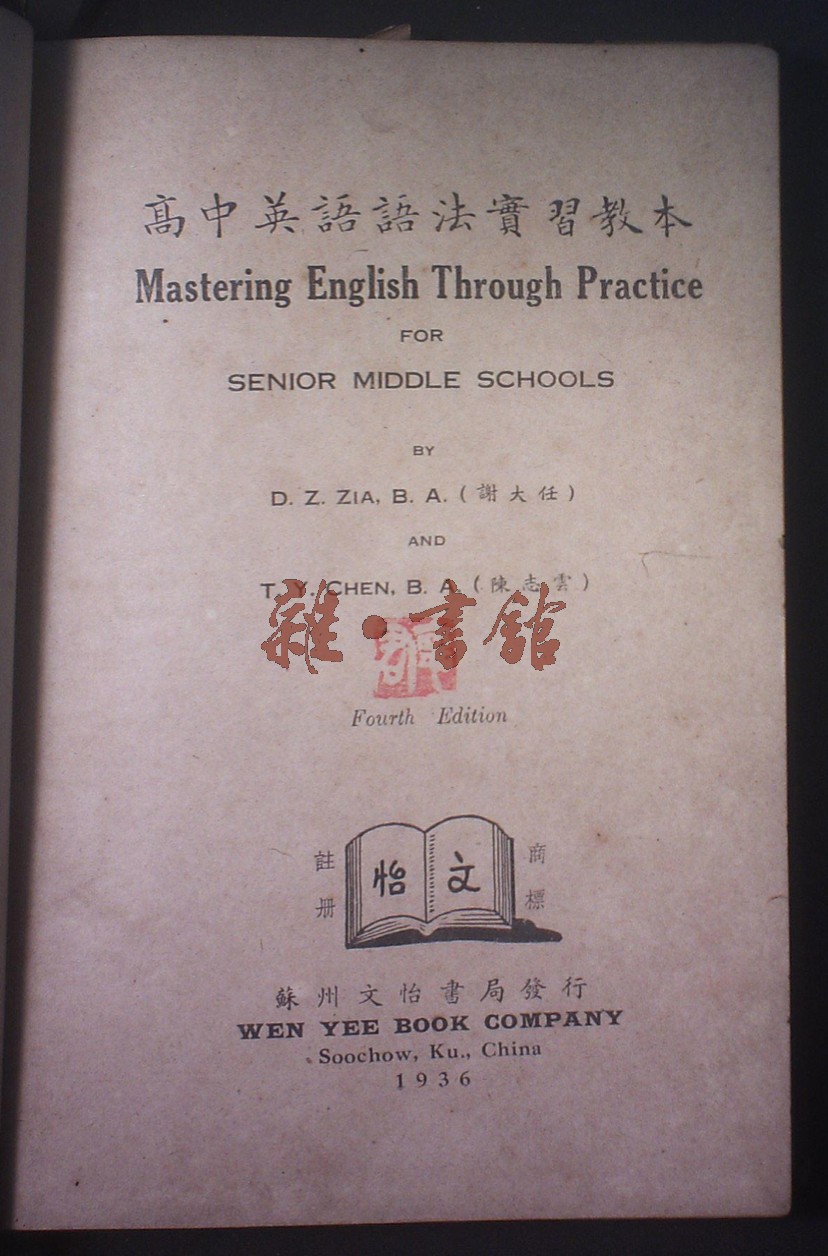 高中英語語法實習教本
Mastering English Through Practice
FOR
SENIOR MIDDLE SCHOOLS
BY
D. Z. ZIA, B. A. (謝大任)
AND
T. Y. CHEN, B. A. (陳志雲)
雜·書館
Fourth Edition
註册
怡文
商標
蘇州文怡書局發行
WEN YEE BOOK COMPANY
Soochow, Ku., China
1936